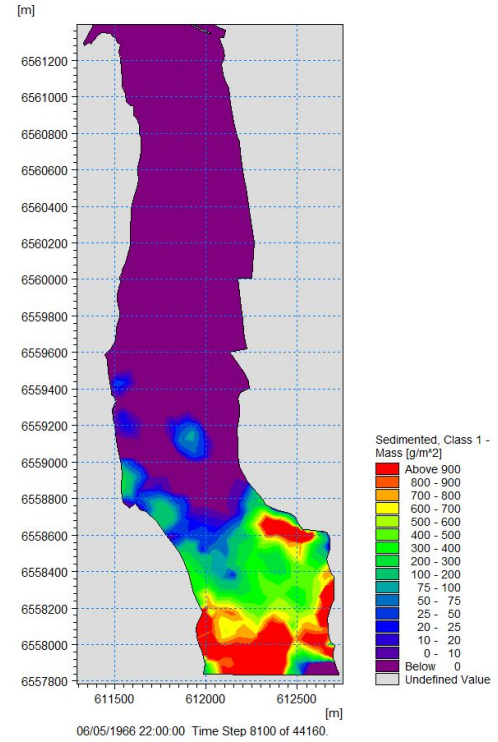 [m]
6561200
6561000
6560800
6560600
6560400
6560200
6560000
6559800
6559600
6559400
6559200
6559000
6558800
6558600
6558400
6558200
6558000
6557800
611500 612000 612500
[m]
06/05/1966 22:00:00 Time Step 8100 of 44160.
Sedimented, Class 1 -
Mass [g/m^2]
Above 900
800 - 900
700 - 800
600 - 700
500 - 600
400 - 500
300 - 400
200 - 300
100 - 200
75 - 100
50 - 75
25 - 50
20 - 25
10 - 20
0 - 10
Below 0
Undefined Value